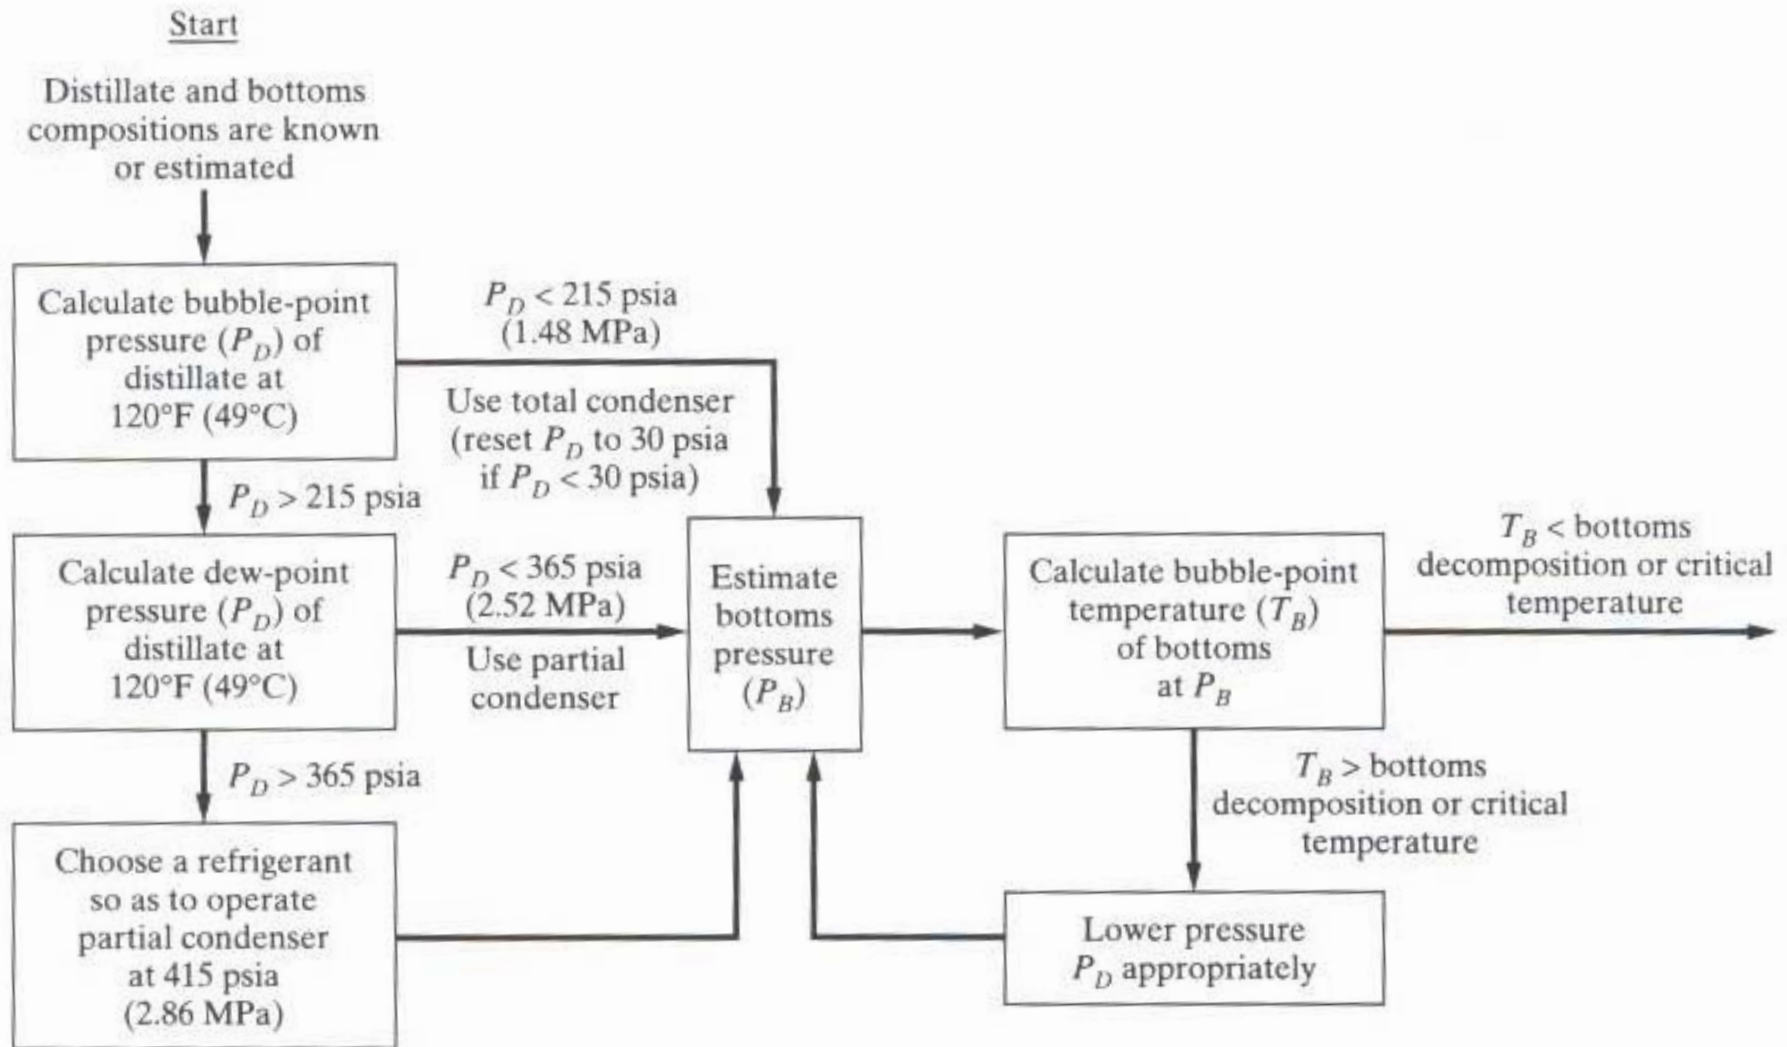 Start
Distillate and bottoms
compositions are known
or estimated
Calculate bubble-point
pressure (P_D) of
distillate at
120°F (49°C)
P_D < 215 psia
(1.48 MPa)
Use total condenser
(reset P_D to 30 psia
if P_D < 30 psia)
P_D > 215 psia
Calculate dew-point
pressure (P_D) of
distillate at
120°F (49°C)
P_D < 365 psia
(2.52 MPa)
Use partial
condenser
P_D > 365 psia
Choose a refrigerant
so as to operate
partial condenser
at 415 psia
(2.86 MPa)
Estimate
bottoms
pressure
(P_B)
Calculate bubble-point
temperature (T_B)
of bottoms
at P_B
T_B < bottoms
decomposition or critical
temperature
T_B > bottoms
decomposition or critical
temperature
Lower pressure
P_D appropriately